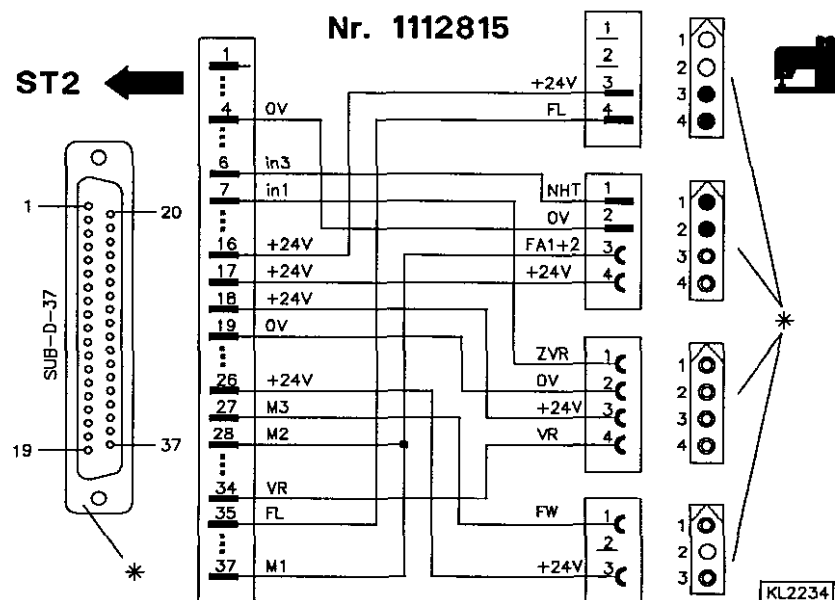 Nr. 1112815
ST2
SUB-D-37
1
20
19
37
*
1
4 0V
6 in3
7 in1
16 +24V
17 +24V
18 +24V
19 0V
26 +24V
27 M3
28 M2
34 VR
35 FL
37 M1
1
2
+24V 3
FL 4
NHT 1
0V 2
FA1+2 3
+24V 4
ZVR 1
0V 2
+24V 3
VR 4
FW 1
2
+24V 3
1
2
3
4
1
2
3
4
1
2
3
4
1
2
3
*
KL2234